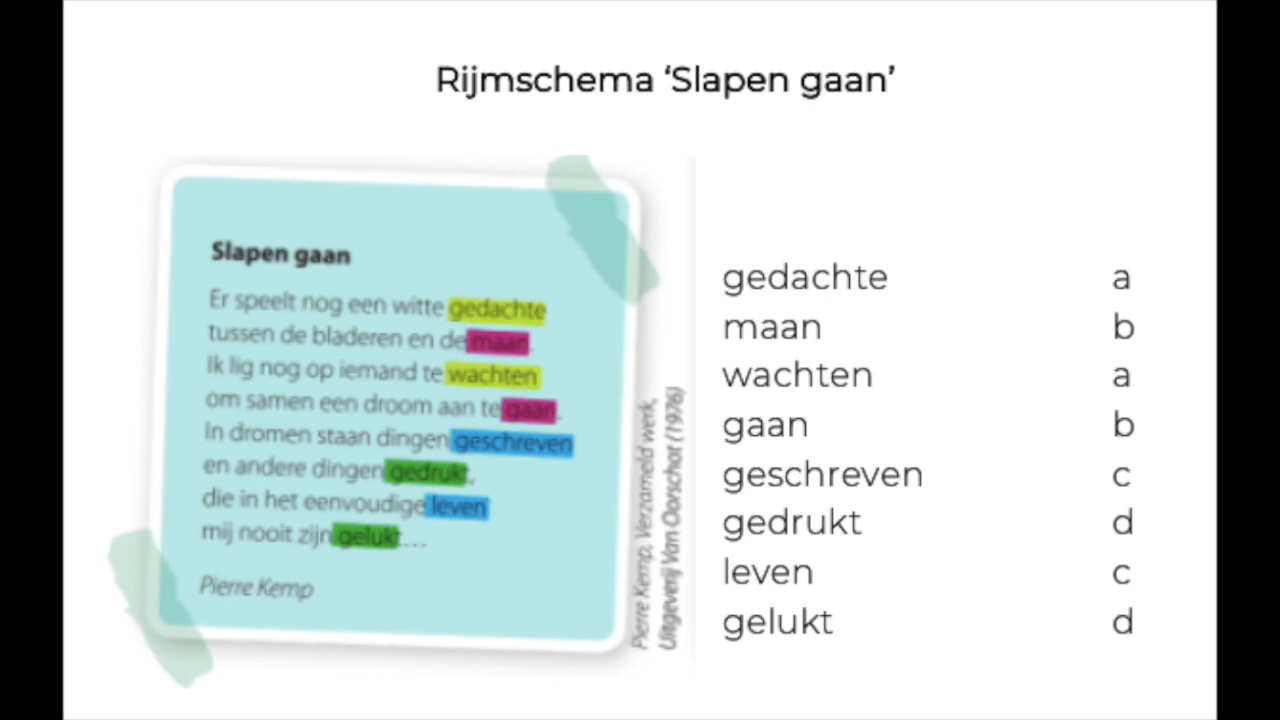 Rijmschema ‘Slapen gaan’
Slapen gaan
Er speelt nog een witte gedachte
tussen de bladeren en de maan.
Ik lig nog op iemand te wachten
om samen een droom aan te gaan.
In dromen staan dingen geschreven
en andere dingen gedrukt,
die in het eenvoudige leven
mij nooit zijn gelukt....
Pierre Kemp
Pierre Kemp, Verzameld werk,
Uitgeverij Van Oorschot (1976)
gedachte a
maan b
wachten a
gaan b
geschreven c
gedrukt d
leven c
gelukt d